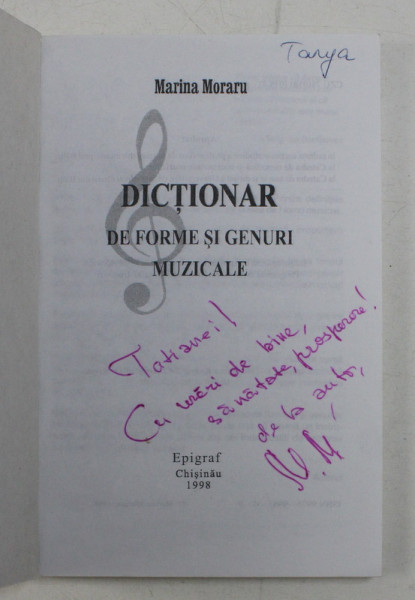 Tanya
Marina Moraru
DICȚIONAR
DE FORME ȘI GENURI
MUZICALE
Tatianei!
Cu urări de bine,
sănătate, prosperare!
de la autor,
M.M.
Epigraf
Chișinău
1998